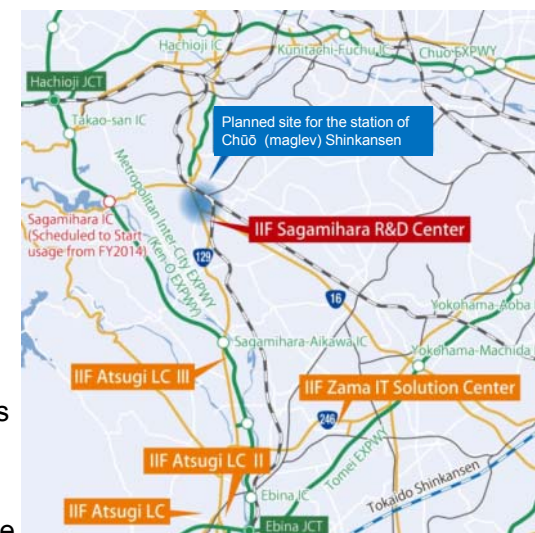 Hachioji IC
Kunitachi-Fuchu IC
Chuo EXPWY
Hachioji JCT
Takao-san IC
Planned site for the station of
Chūō (maglev) Shinkansen
Metropolitan Inter-City EXPWY
(Ken-O EXPWY)
Sagamihara IC
(Scheduled to Start
usage from FY2014)
IIF Sagamihara R&D Center
129
16
Yokohama-Aoba I
Sagamihara-Aikawa IC
Yokohama-Machida I
IIF Atsugi LC III
IIF Zama IT Solution Center
246
s
IIF Atsugi LC II
Tomei EXPWY
Ebina IC
Tokaido Shinkansen
IIF Atsugi LC
Ebina JCT
e